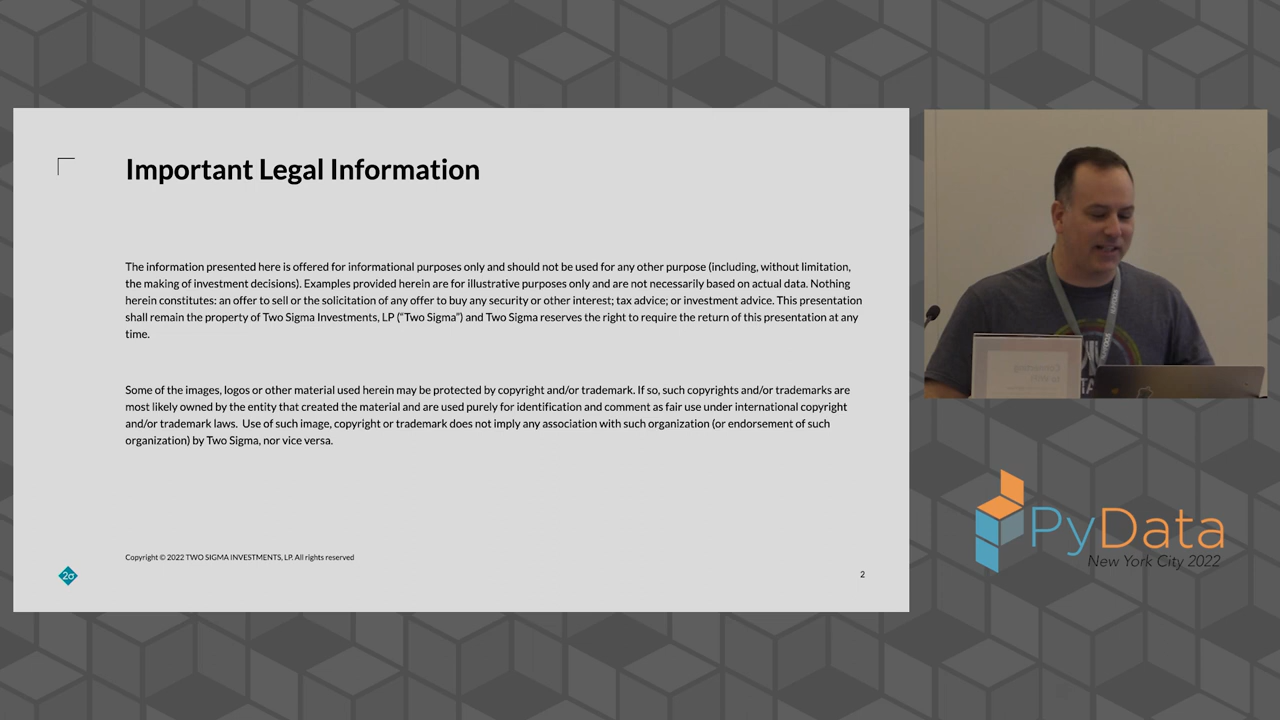 Important Legal Information
The information presented here is offered for informational purposes only and should not be used for any other purpose (including, without limitation,
the making of investment decisions). Examples provided herein are for illustrative purposes only and are not necessarily based on actual data. Nothing
herein constitutes: an offer to sell or the solicitation of any offer to buy any security or other interest; tax advice; or investment advice. This presentation
shall remain the property of Two Sigma Investments, LP (“Two Sigma”) and Two Sigma reserves the right to require the return of this presentation at any
time.
Some of the images, logos or other material used herein may be protected by copyright and/or trademark. If so, such copyrights and/or trademarks are
most likely owned by the entity that created the material and are used purely for identification and comment as fair use under international copyright
and/or trademark laws.  Use of such image, copyright or trademark does not imply any association with such organization (or endorsement of such
organization) by Two Sigma, nor vice versa.
Copyright © 2022 TWO SIGMA INVESTMENTS, LP. All rights reserved
2σ
2
PyData
New York City 2022